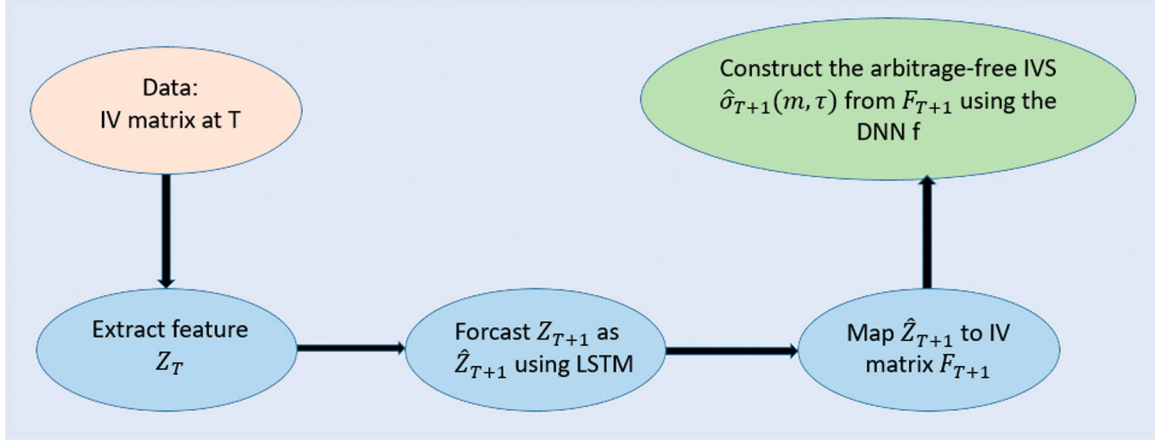 Data:
IV matrix at T
Extract feature
Z_T
Forcast Z_{T+1} as
Ẑ_{T+1} using LSTM
Map Ẑ_{T+1} to IV
matrix F_{T+1}
Construct the arbitrage-free IVS
σ̂_{T+1}(m, τ) from F_{T+1} using the
DNN f